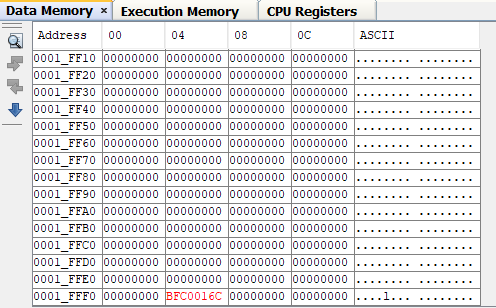 Data Memory × Execution Memory CPU Registers
Address 00 04 08 0C ASCII
0001_FF10 00000000 00000000 00000000 00000000 ........ ........
0001_FF20 00000000 00000000 00000000 00000000 ........ ........
0001_FF30 00000000 00000000 00000000 00000000 ........ ........
0001_FF40 00000000 00000000 00000000 00000000 ........ ........
0001_FF50 00000000 00000000 00000000 00000000 ........ ........
0001_FF60 00000000 00000000 00000000 00000000 ........ ........
0001_FF70 00000000 00000000 00000000 00000000 ........ ........
0001_FF80 00000000 00000000 00000000 00000000 ........ ........
0001_FF90 00000000 00000000 00000000 00000000 ........ ........
0001_FFA0 00000000 00000000 00000000 00000000 ........ ........
0001_FFB0 00000000 00000000 00000000 00000000 ........ ........
0001_FFC0 00000000 00000000 00000000 00000000 ........ ........
0001_FFD0 00000000 00000000 00000000 00000000 ........ ........
0001_FFE0 00000000 00000000 00000000 00000000 ........ ........
0001_FFF0 00000000 BFC0016C 00000000 00000000 ....l... ........